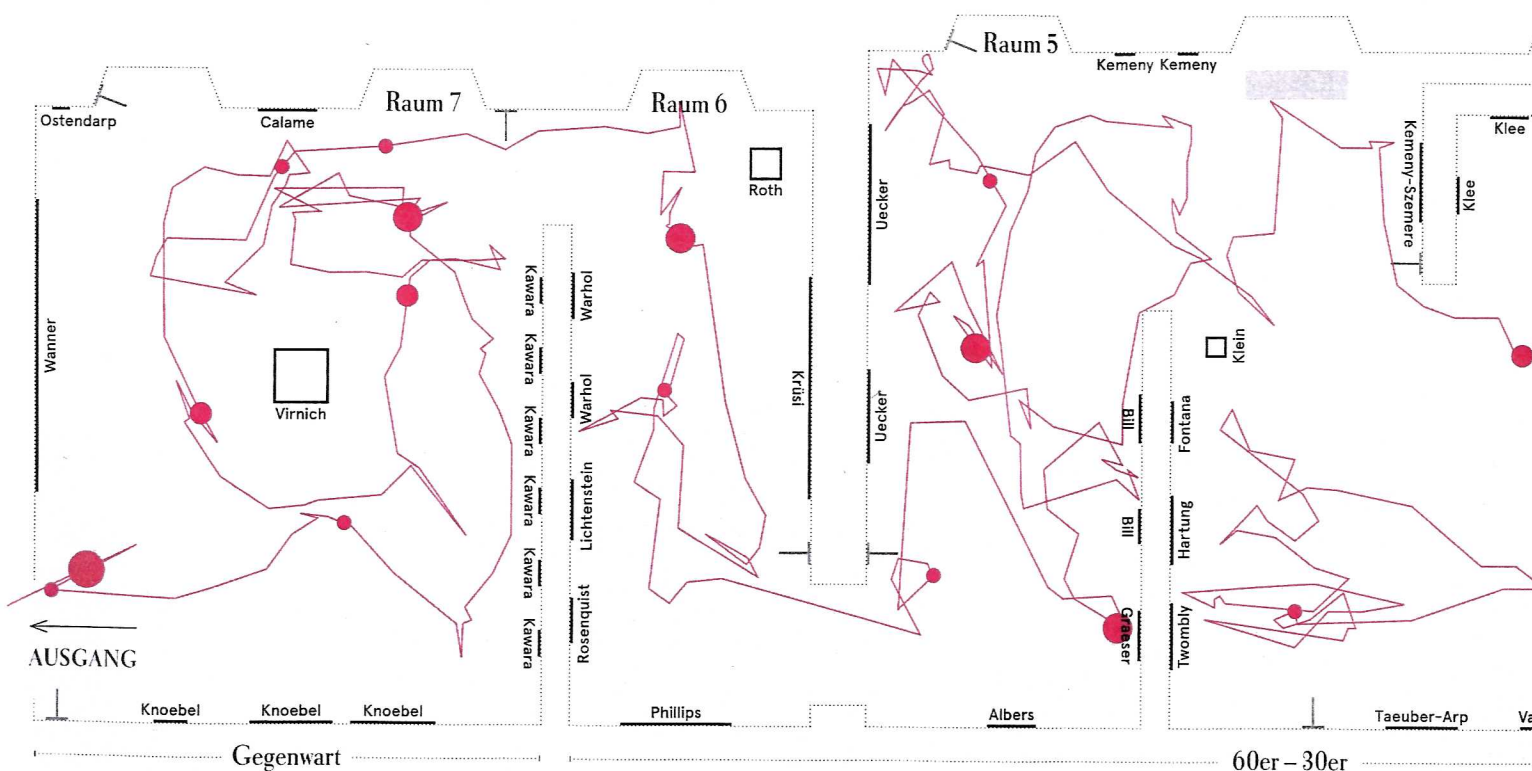 Raum 5
Kemeny
Kemeny
Raum 7
Raum 6
Ostendarp
Calame
Roth
Uecker
Kemeny-Szemere
Klee
Klee
Wanner
Kawara
Kawara
Kawara
Kawara
Kawara
Kawara
Warhol
Warhol
Lichtenstein
Rosenquist
Krüsi
Uecker
Virnich
Klein
Bill
Bill
Graeser
Fontana
Hartung
Twombly
AUSGANG
Knoebel
Knoebel
Knoebel
Phillips
Albers
Taeuber-Arp
Va
Gegenwart
60er – 30er